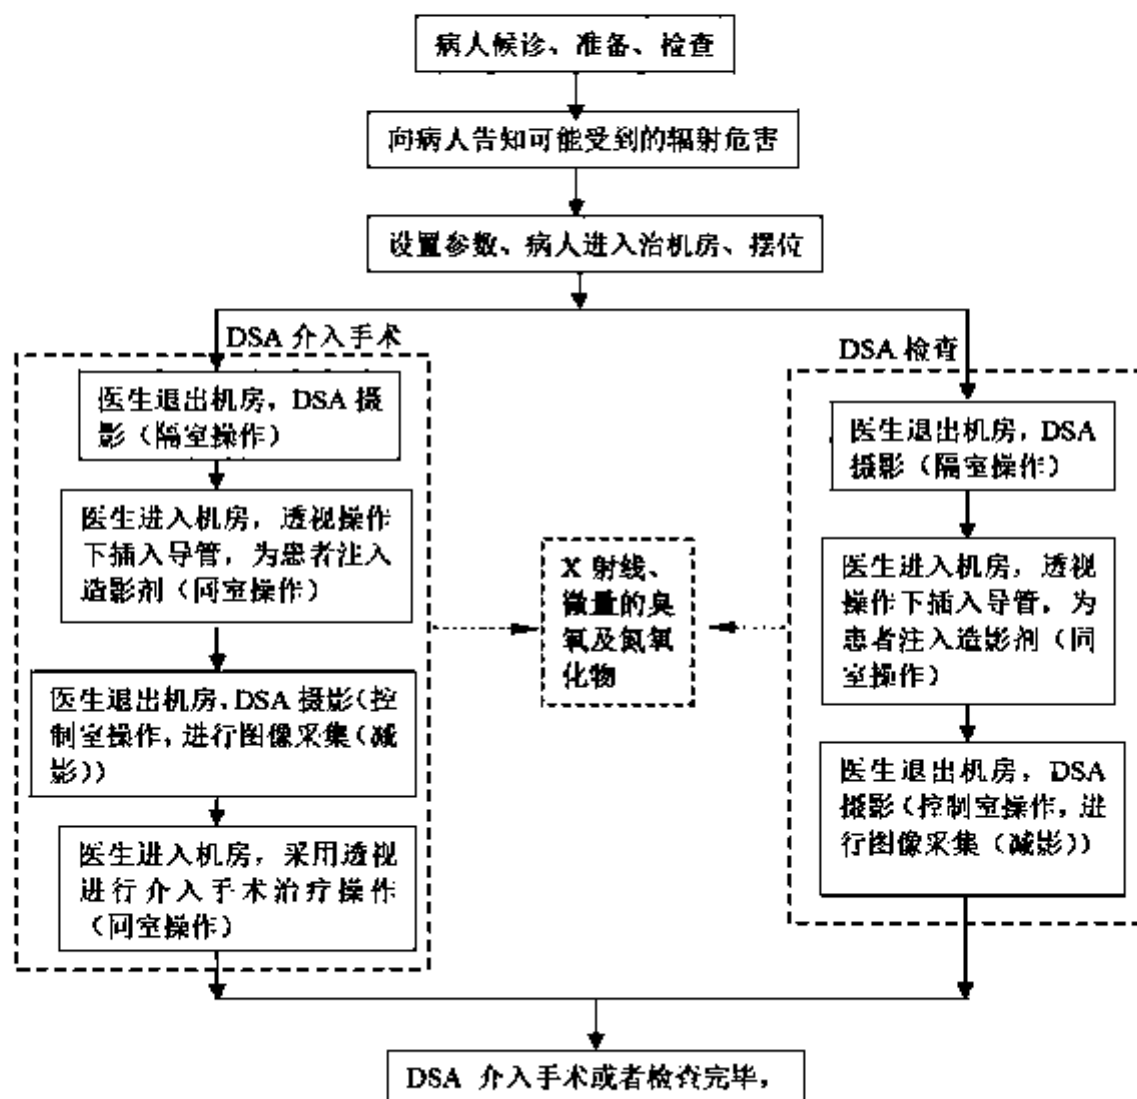 病人候诊、准备、检查
向病人告知可能受到的辐射危害
设置参数、病人进入治机房、摆位
DSA 介入手术
医生退出机房，DSA 摄
影（隔室操作）
医生进入机房，透视操作
下插入导管，为患者注入
造影剂（同室操作）
医生退出机房、DSA 摄影(控
制室操作，进行图像采集(减
影))
医生进入机房，采用透视
进行介入手术治疗操作
（同室操作）
X 射线、
微量的臭
氧及氮氧
化物
DSA 检查
医生退出机房，DSA
摄影（隔室操作）
医生进入机房，透视
操作下插入导管，为
患者注入造影剂（同
室操作）
医生退出机房，DSA
摄影(控制室操作，进
行图像采集（减影））
DSA 介入手术或者检查完毕，